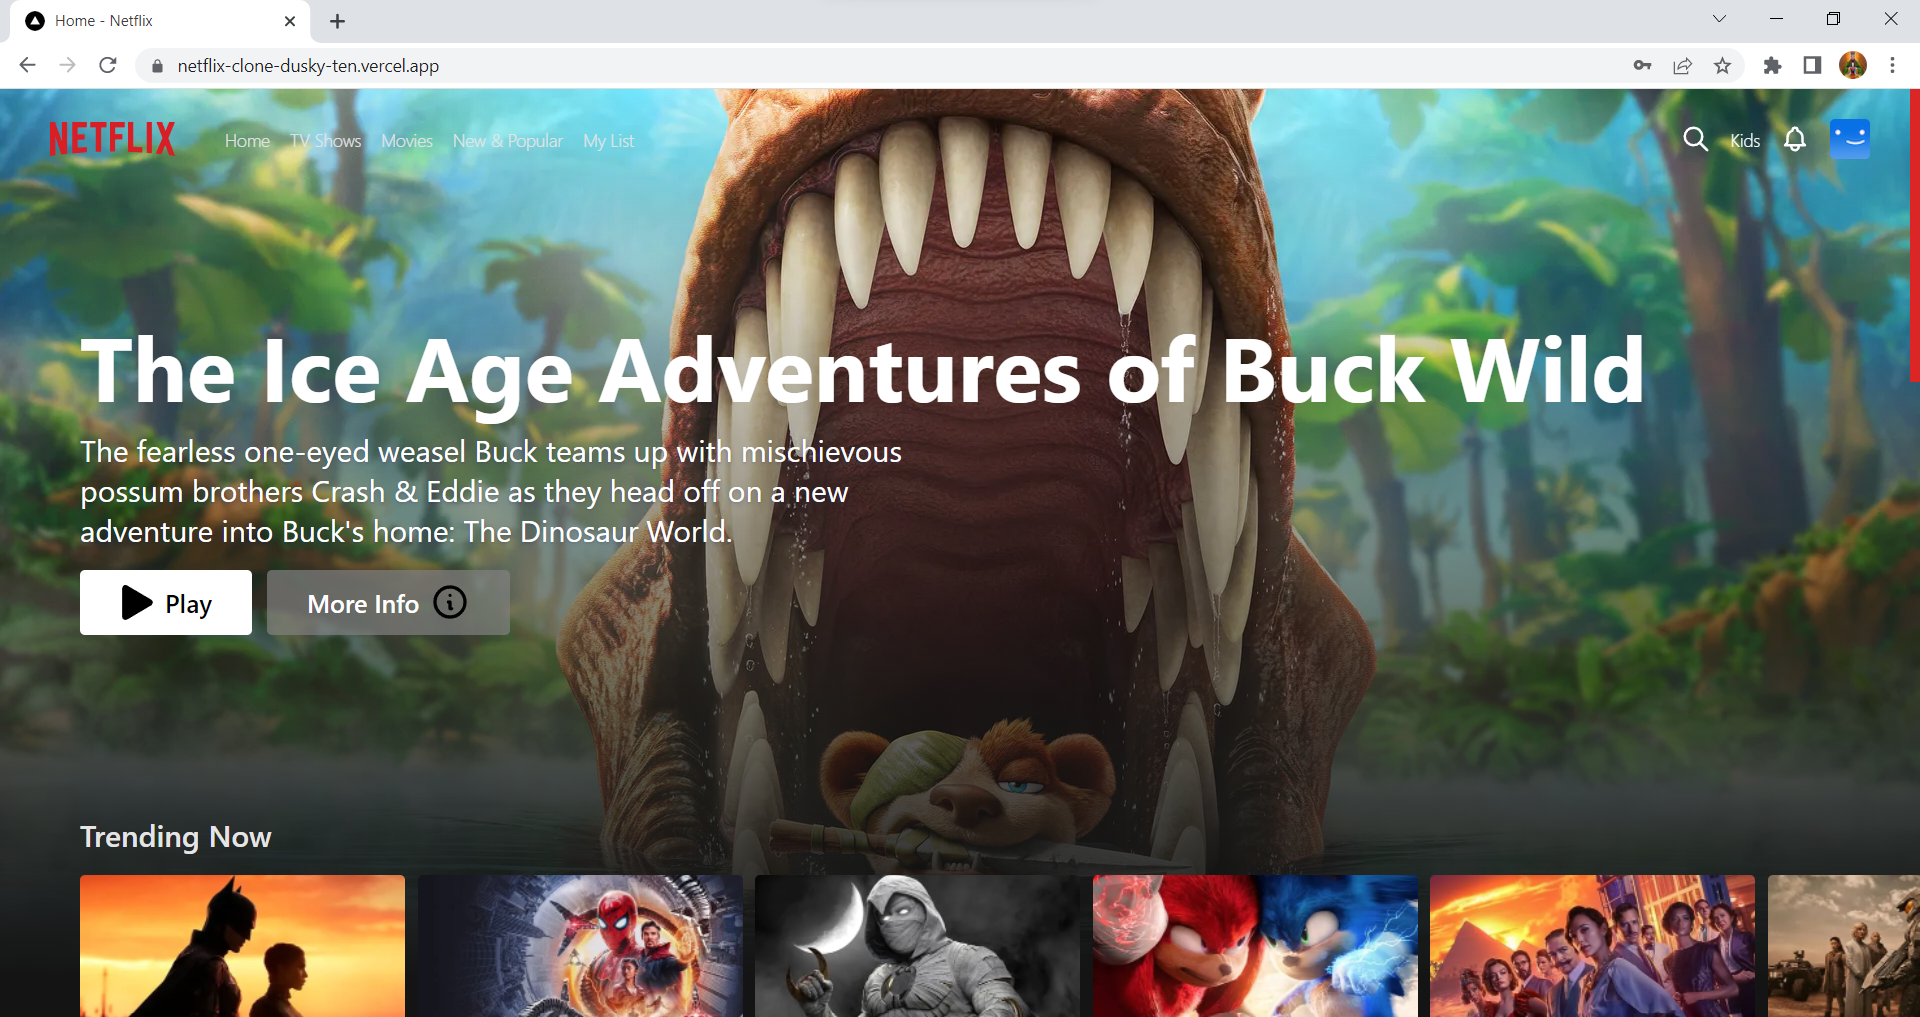 Home - Netflix
netflix-clone-dusky-ten.vercel.app
NETFLIX Home TV Shows Movies New & Popular My List Kids
The Ice Age Adventures of Buck Wild
The fearless one-eyed weasel Buck teams up with mischievous
possum brothers Crash & Eddie as they head off on a new
adventure into Buck's home: The Dinosaur World.
Play More Info
Trending Now